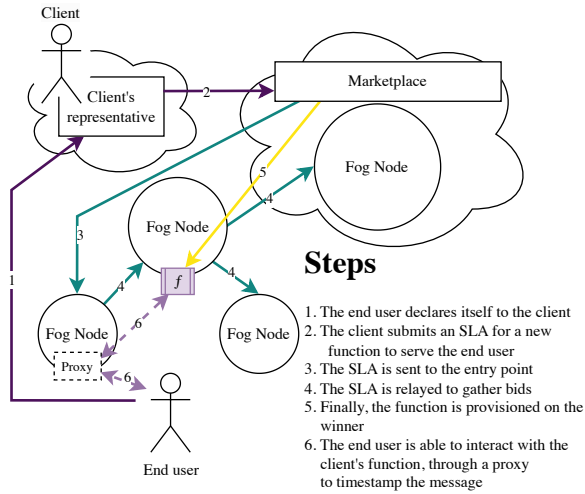 Client
Client's
representative
2
Marketplace
Fog Node
5
4
Fog Node
3
4
4
f
1
6
Fog Node
Fog Node
Proxy
6
End user
Steps
1. The end user declares itself to the client
2. The client submits an SLA for a new
function to serve the end user
3. The SLA is sent to the entry point
4. The SLA is relayed to gather bids
5. Finally, the function is provisioned on the
winner
6. The end user is able to interact with the
client's function, through a proxy
to timestamp the message